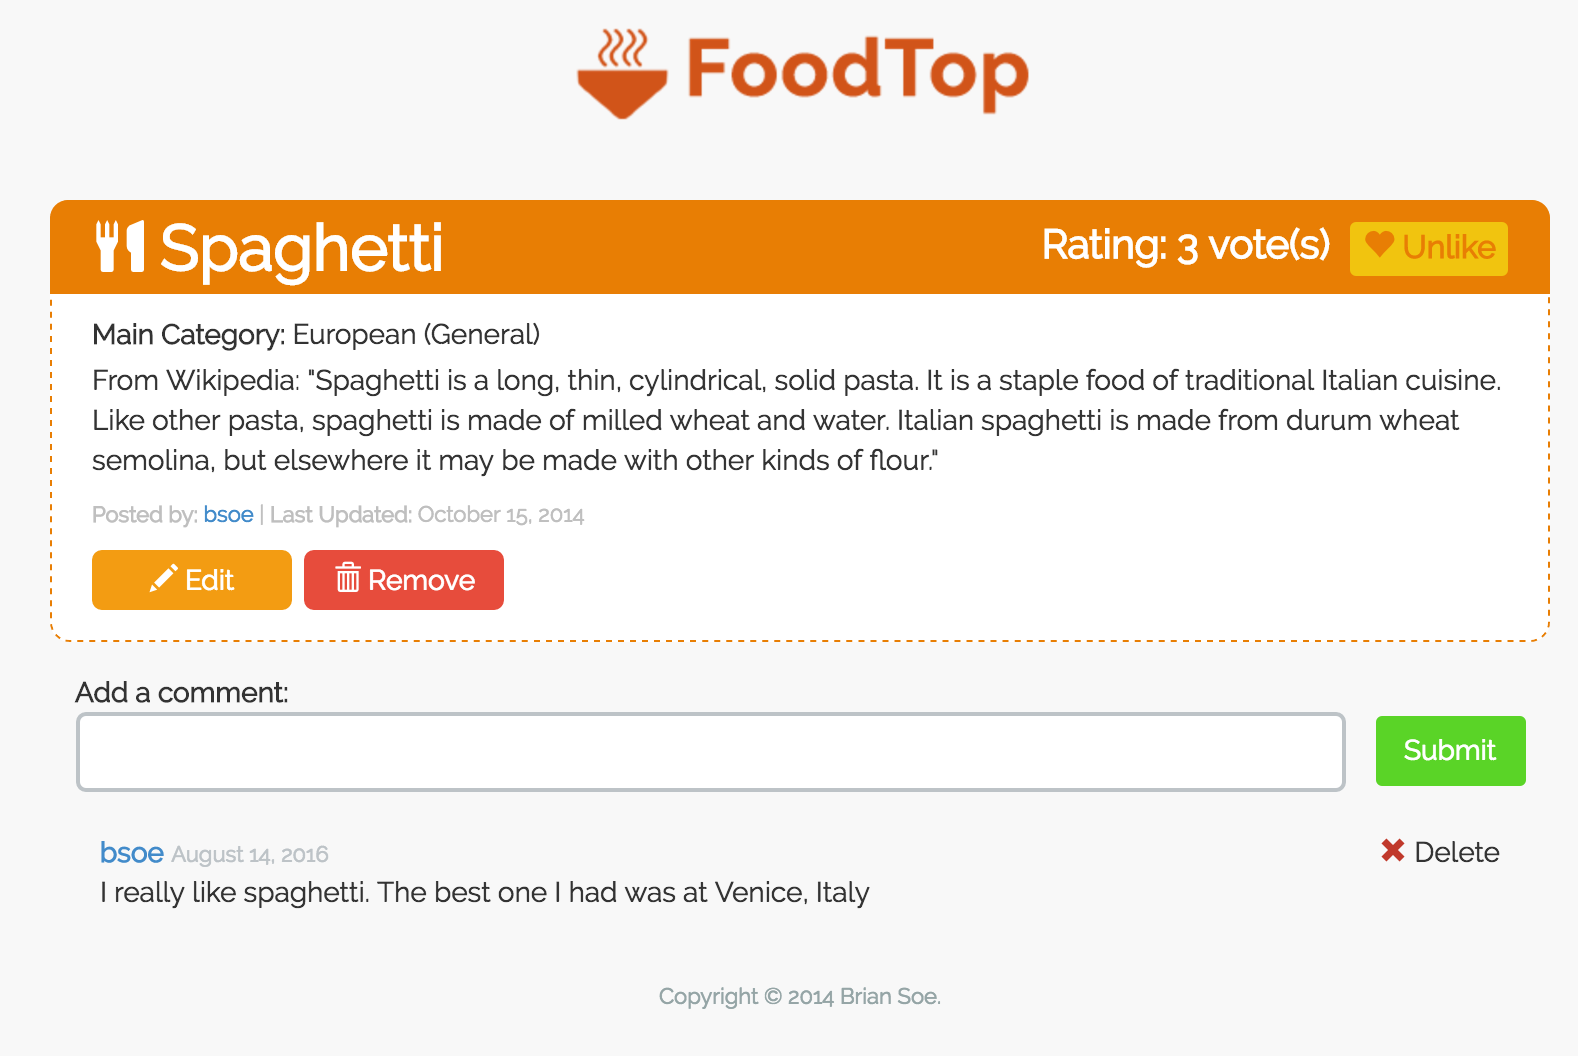 FoodTop
Spaghetti
Rating: 3 vote(s)
Unlike
Main Category: European (General)
From Wikipedia: "Spaghetti is a long, thin, cylindrical, solid pasta. It is a staple food of traditional Italian cuisine.
Like other pasta, spaghetti is made of milled wheat and water. Italian spaghetti is made from durum wheat
semolina, but elsewhere it may be made with other kinds of flour."
Posted by: bsoe | Last Updated: October 15, 2014
Edit
Remove
Add a comment:
Submit
bsoe August 14, 2016
Delete
I really like spaghetti. The best one I had was at Venice, Italy
Copyright © 2014 Brian Soe.